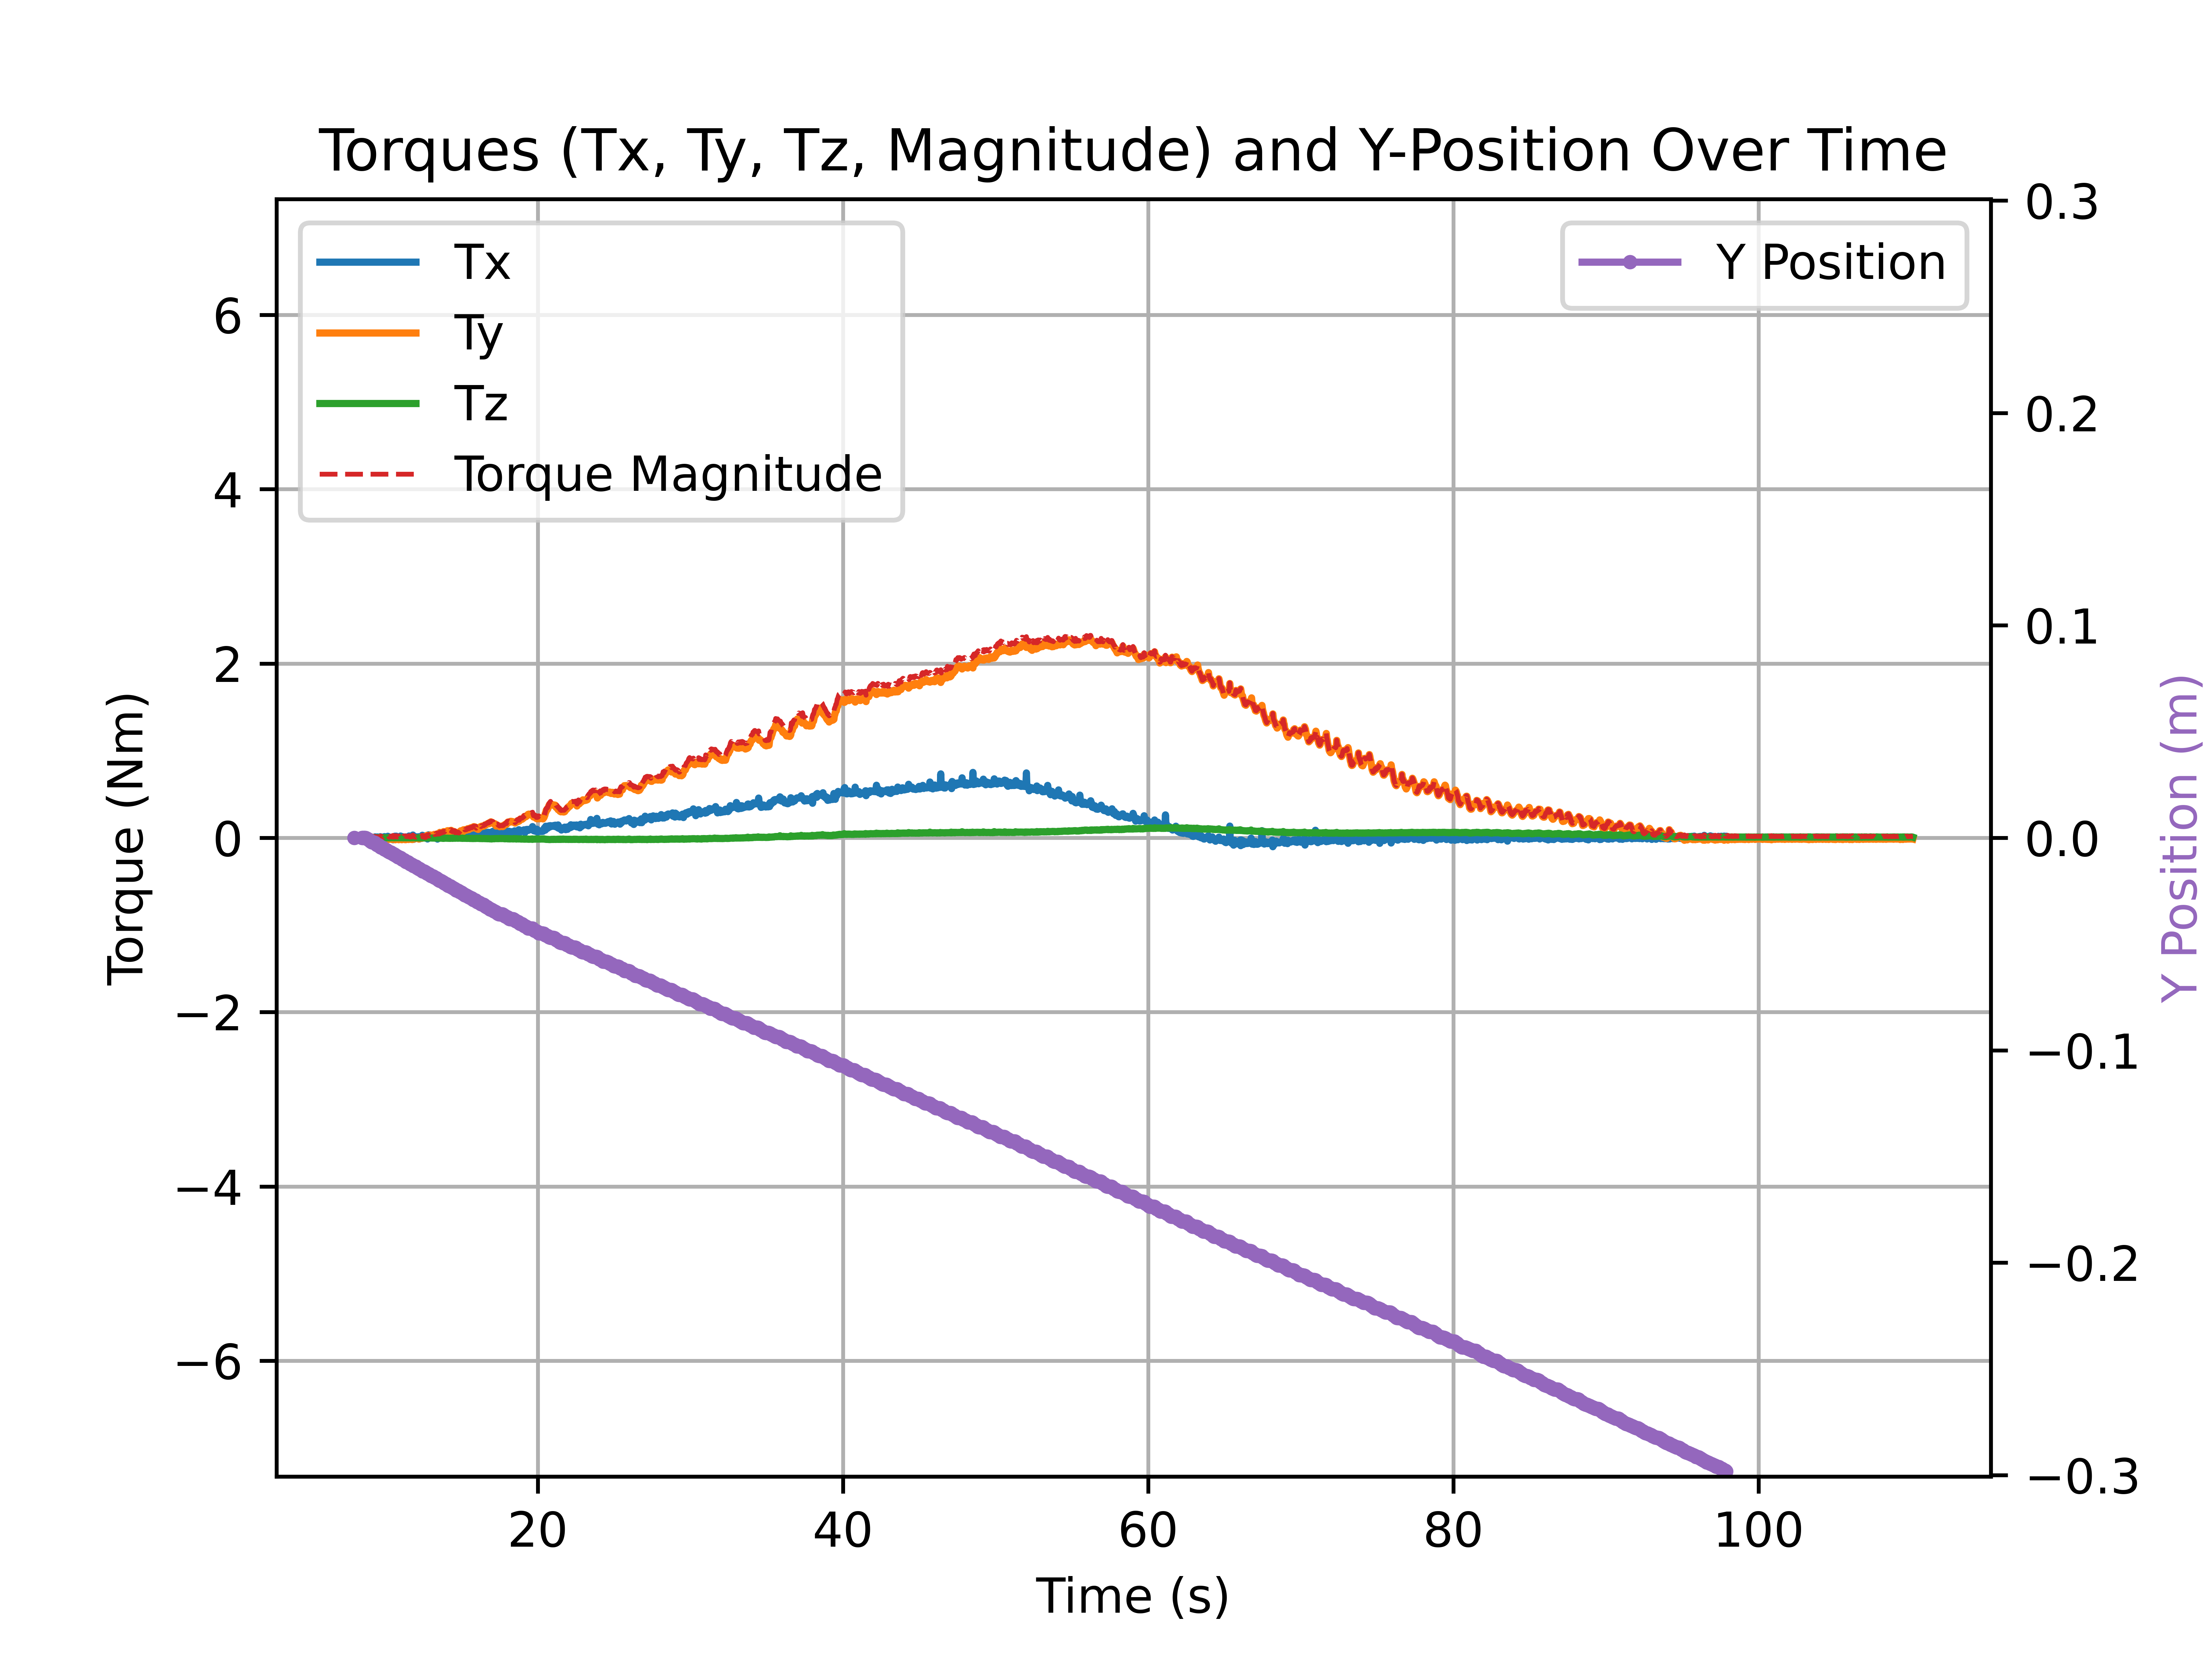 Torques (Tx, Ty, Tz, Magnitude) and Y-Position Over Time
Tx
Ty
Tz
Torque Magnitude
Y Position
Torque (Nm)
6
4
2
0
−2
−4
−6
0.3
0.2
0.1
0.0
−0.1
−0.2
−0.3
Y Position (m)
20 40 60 80 100
Time (s)